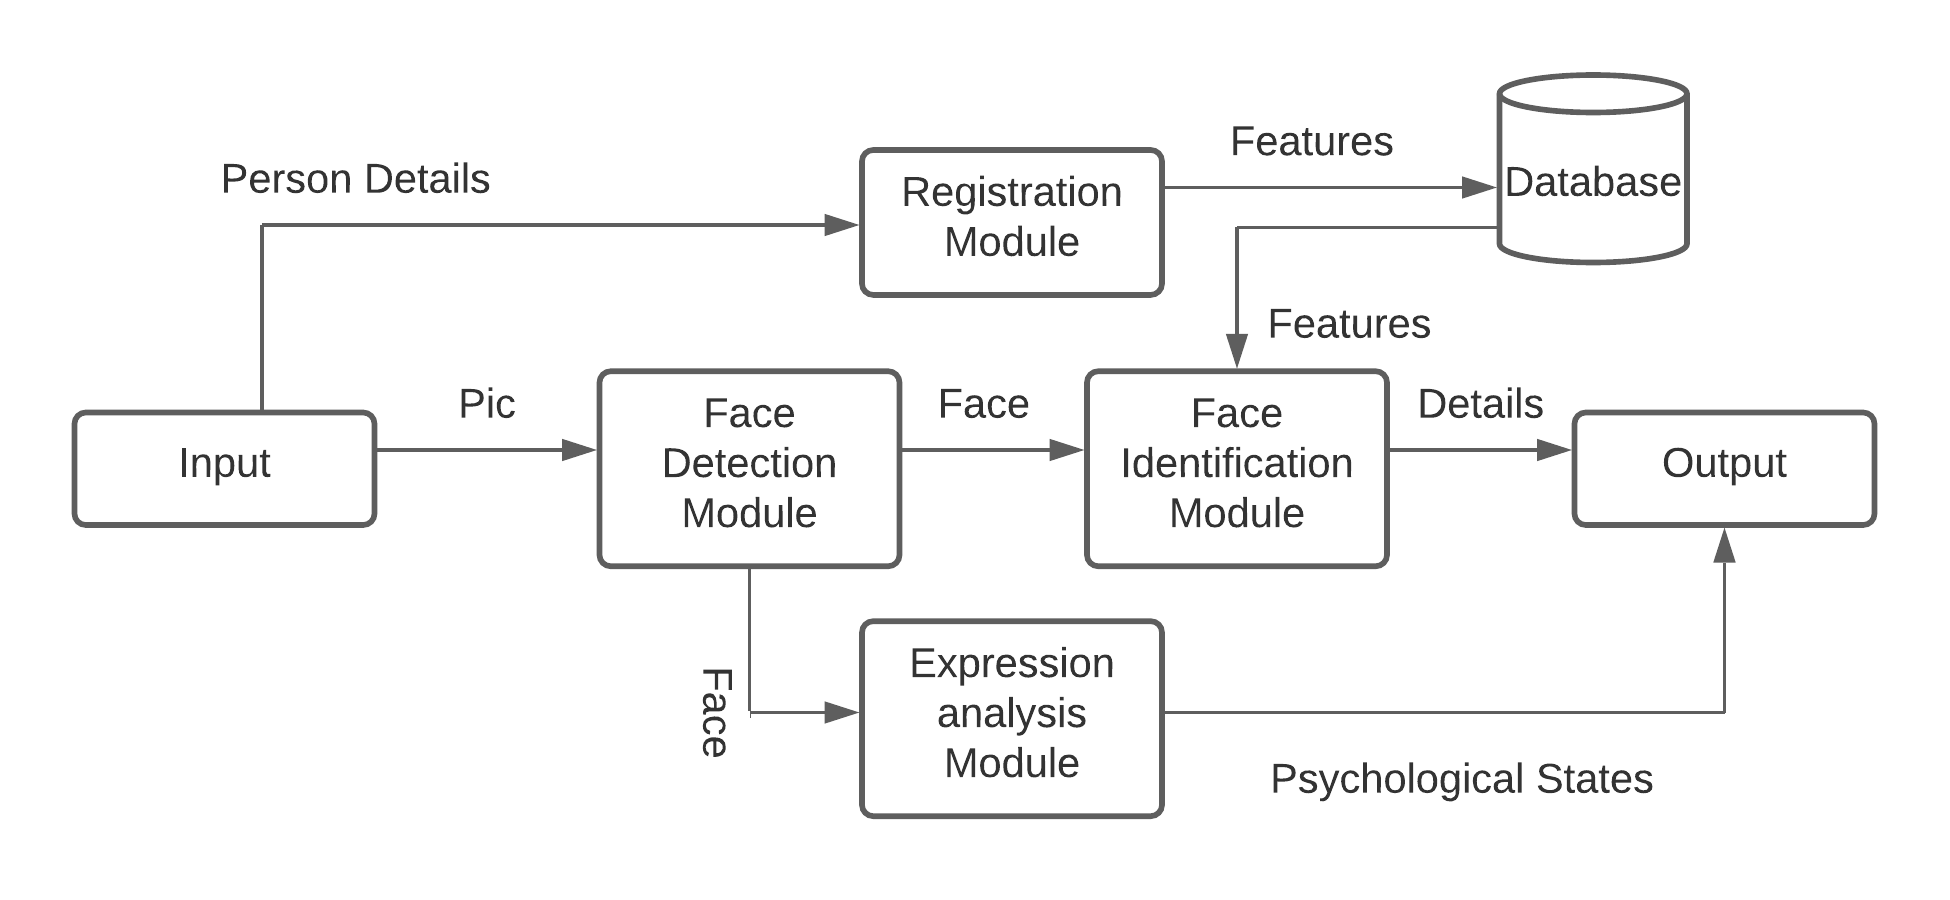 Features
Person Details
Registration
Module
Database
Features
Pic
Face
Details
Input
Face
Detection
Module
Face
Identification
Module
Output
Face
Expression
analysis
Module
Psychological States